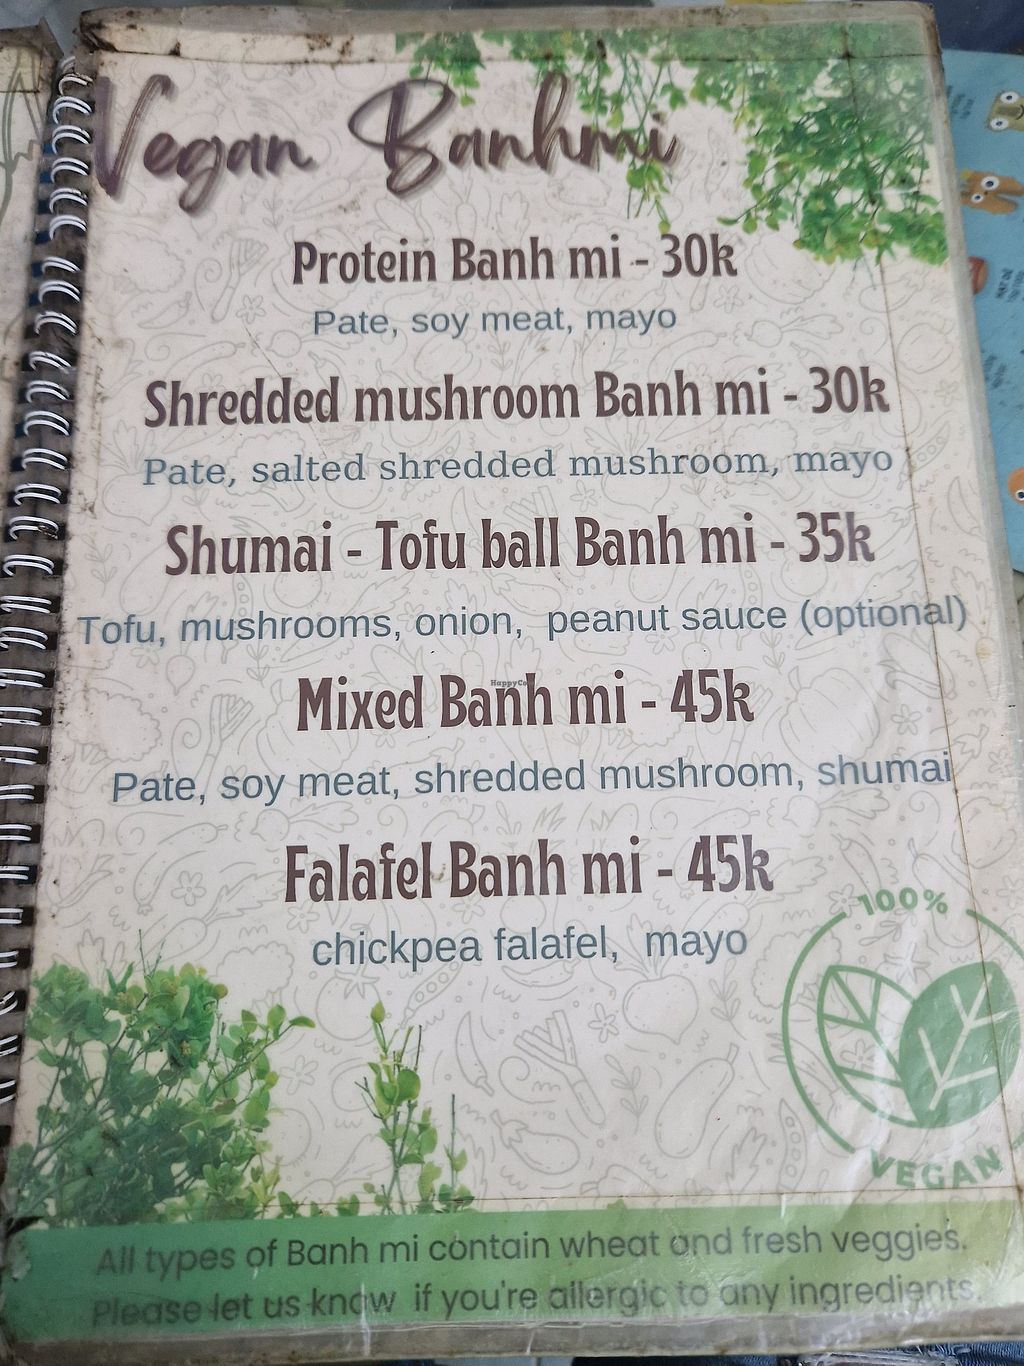 Vegan Banhmi
Protein Banh mi - 30k
Pate, soy meat, mayo
Shredded mushroom Banh mi - 30k
Pate, salted shredded mushroom, mayo
Shumai - Tofu ball Banh mi - 35k
Tofu, mushrooms, onion, peanut sauce (optional)
Mixed Banh mi - 45k
Pate, soy meat, shredded mushroom, shumai
Falafel Banh mi - 45k
chickpea falafel, mayo
100%
VEGAN
All types of Banh mi contain wheat and fresh veggies.
Please let us know if you're allergic to any ingredients.